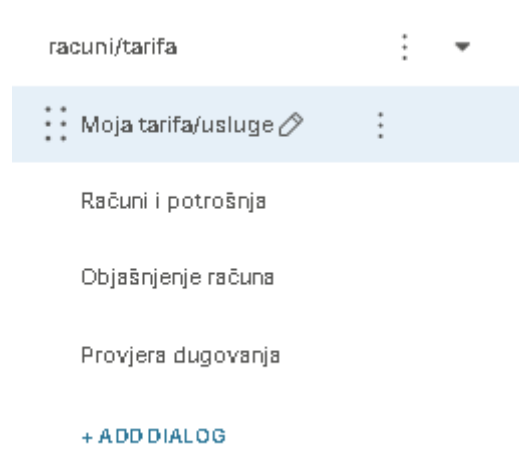 racuni/tarifa
Moja tarifa/usluge
Računi i potrošnja
Objašnjenje računa
Provjera dugovanja
+ ADD DIALOG